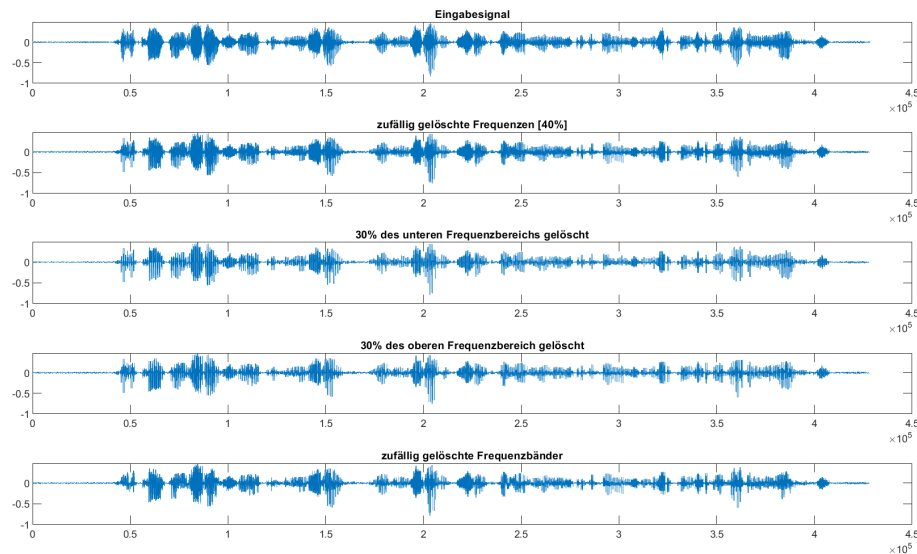 Eingabesignal
0
-0.5
-1
0 0.5 1 1.5 2 2.5 3 3.5 4 4.5
×10^5
zufällig gelöschte Frequenzen [40%]
0
-0.5
-1
0 0.5 1 1.5 2 2.5 3 3.5 4 4.5
×10^5
30% des unteren Frequenzbereichs gelöscht
0
-0.5
-1
0 0.5 1 1.5 2 2.5 3 3.5 4 4.5
×10^5
30% des oberen Frequenzbereich gelöscht
0
-0.5
-1
0 0.5 1 1.5 2 2.5 3 3.5 4 4.5
×10^5
zufällig gelöschte Frequenzbänder
0
-0.5
-1
0 0.5 1 1.5 2 2.5 3 3.5 4 4.5
×10^5